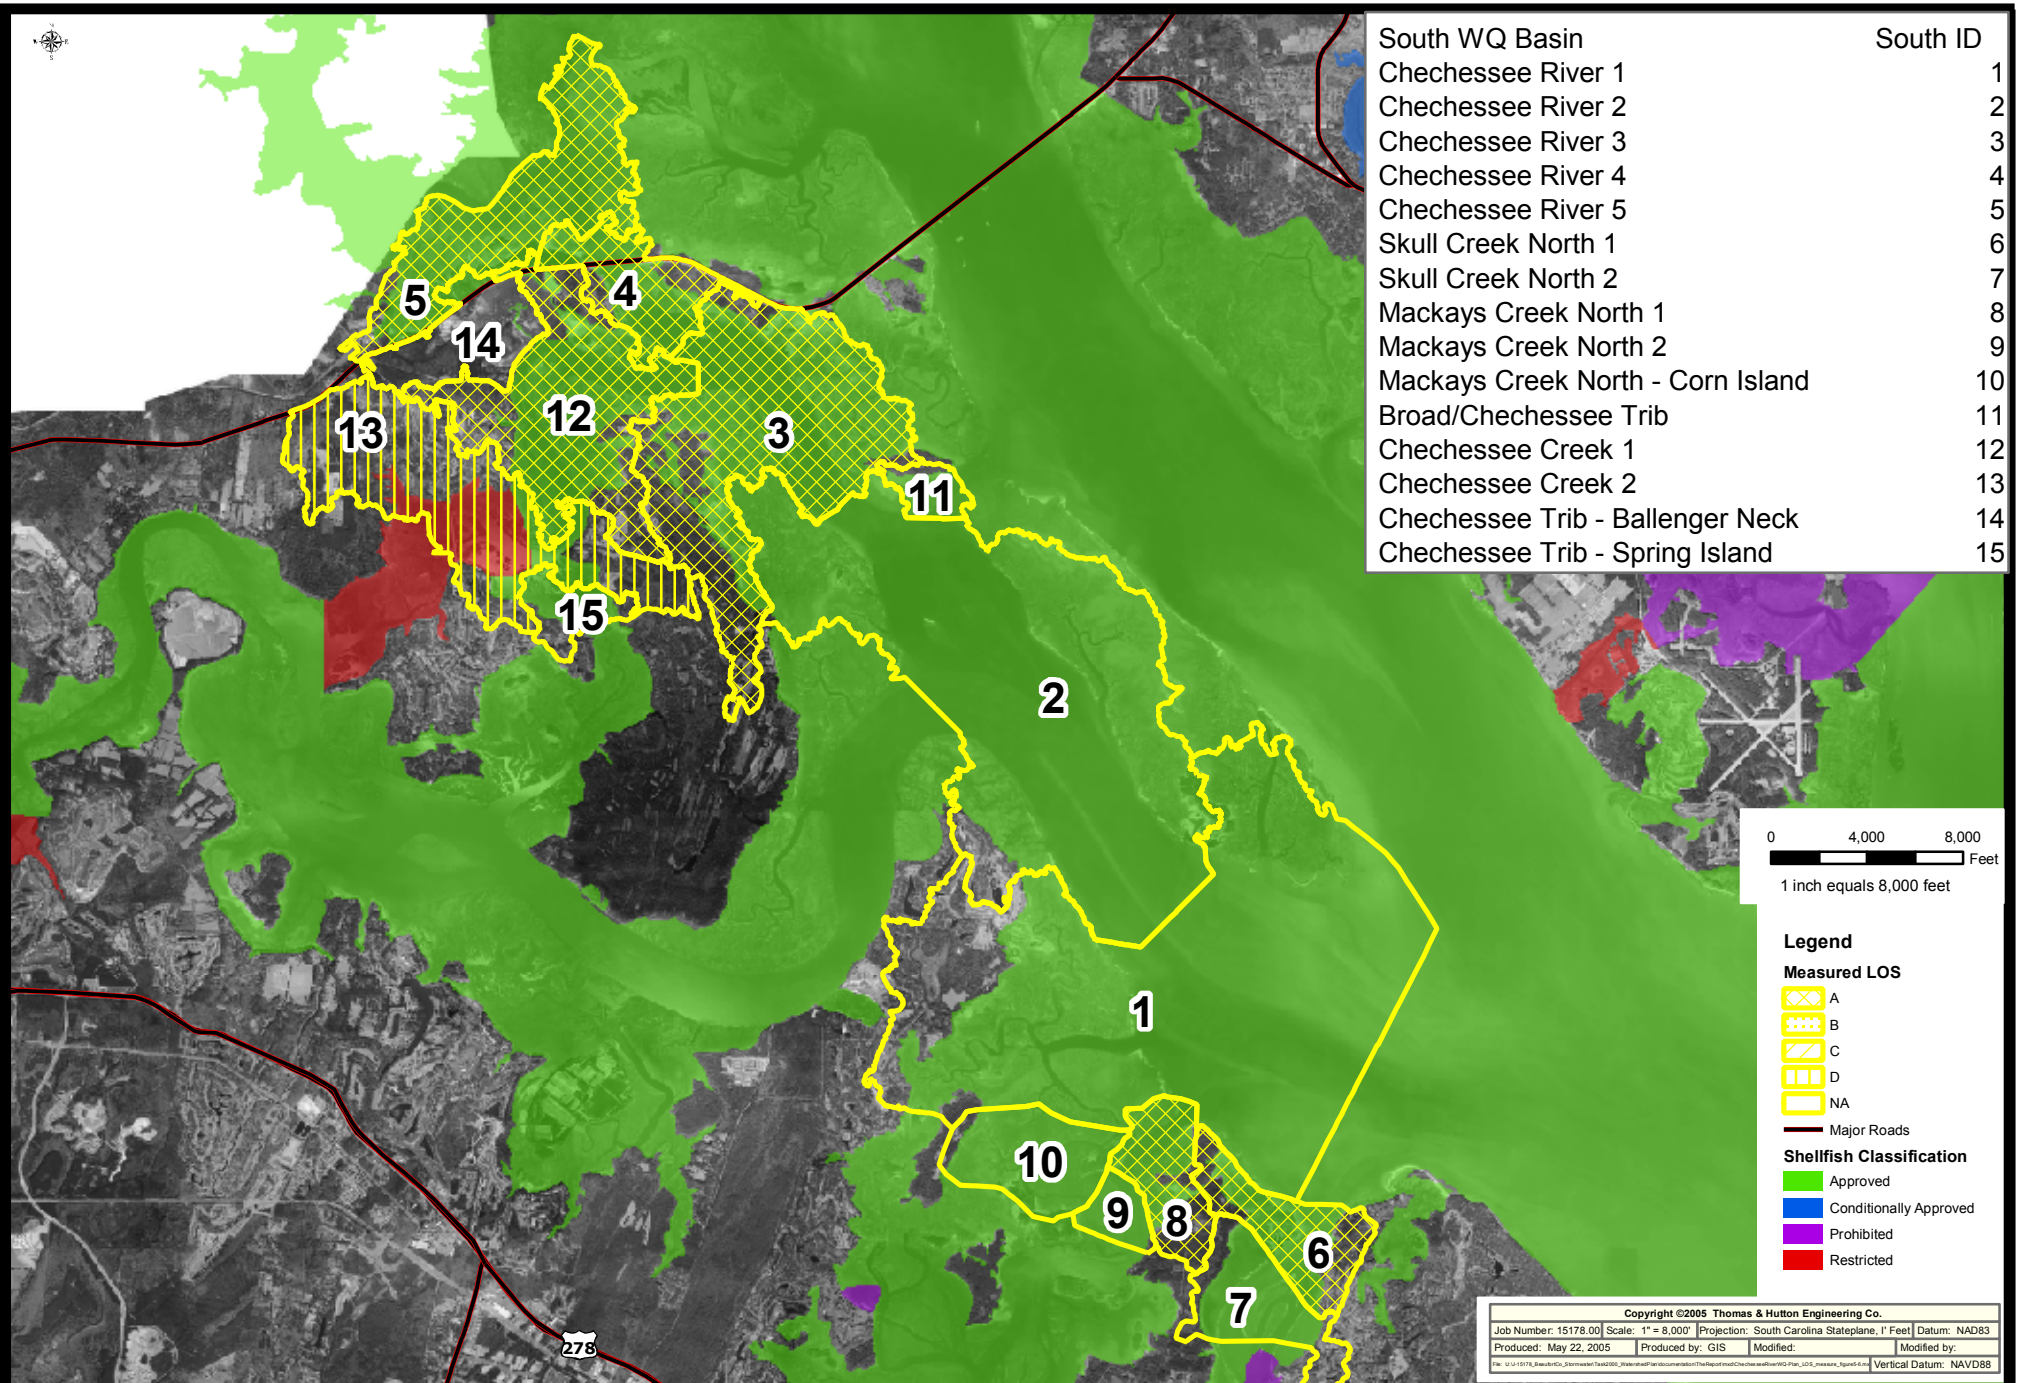 South WQ Basin South ID
Chechessee River 1 1
Chechessee River 2 2
Chechessee River 3 3
Chechessee River 4 4
Chechessee River 5 5
Skull Creek North 1 6
Skull Creek North 2 7
Mackays Creek North 1 8
Mackays Creek North 2 9
Mackays Creek North - Corn Island 10
Broad/Chechessee Trib 11
Chechessee Creek 1 12
Chechessee Creek 2 13
Chechessee Trib - Ballenger Neck 14
Chechessee Trib - Spring Island 15
5
4
14
12
13
3
11
15
2
1
10
9
8
6
7
278
0 4,000 8,000
Feet
1 inch equals 8,000 feet
Legend
Measured LOS
A
B
C
D
NA
Major Roads
Shellfish Classification
Approved
Conditionally Approved
Prohibited
Restricted
Copyright ©2005 Thomas & Hutton Engineering Co.
Job Number: 15178.00 Scale: 1" = 8,000' Projection: South Carolina Stateplane, I' Feet Datum: NAD83
Produced: May 22, 2005 Produced by: GIS Modified: Modified by:
Vertical Datum: NAVD88